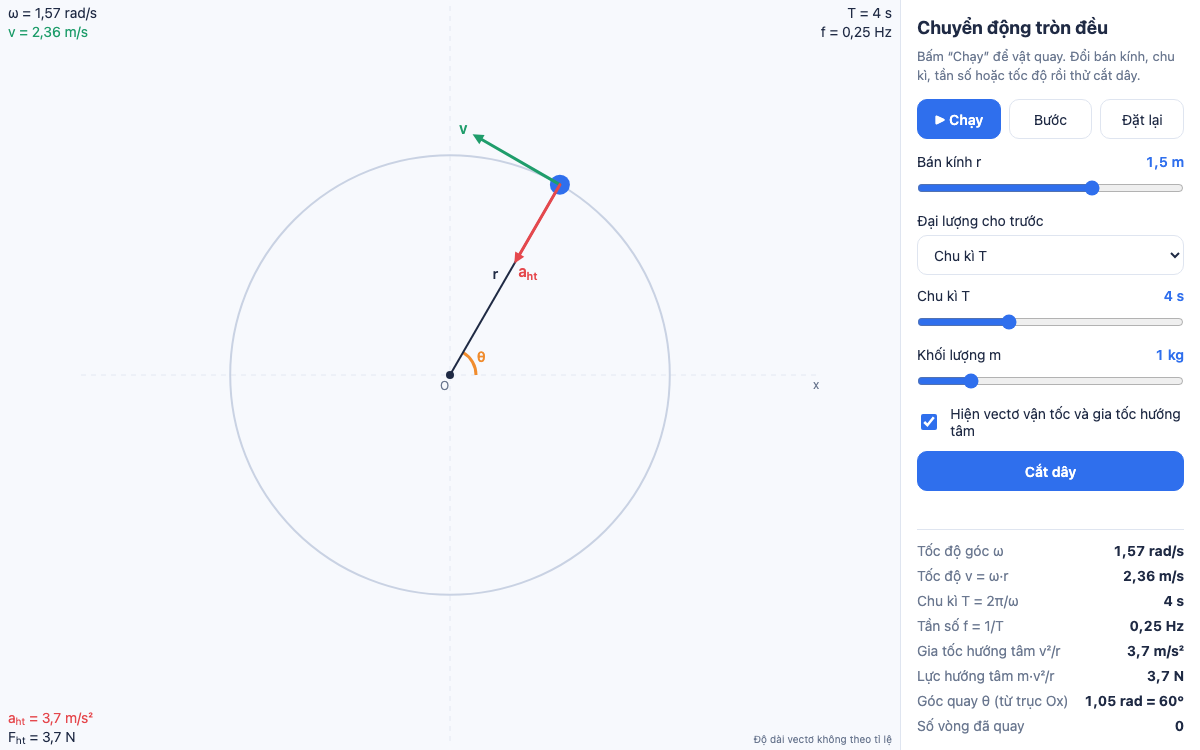 ω = 1,57 rad/s
v = 2,36 m/s
T = 4 s
f = 0,25 Hz
v
r
aht
θ
O
x
aht = 3,7 m/s²
Fht = 3,7 N
Độ dài vectơ không theo tỉ lệ
Chuyển động tròn đều
Bấm “Chạy” để vật quay. Đổi bán kính, chu
kì, tần số hoặc tốc độ rồi thử cắt dây.
▶ Chạy
Bước
Đặt lại
Bán kính r 1,5 m
Đại lượng cho trước
Chu kì T
Chu kì T 4 s
Khối lượng m 1 kg
Hiện vectơ vận tốc và gia tốc hướng
tâm
Cắt dây
Tốc độ góc ω 1,57 rad/s
Tốc độ v = ω·r 2,36 m/s
Chu kì T = 2π/ω 4 s
Tần số f = 1/T 0,25 Hz
Gia tốc hướng tâm v²/r 3,7 m/s²
Lực hướng tâm m·v²/r 3,7 N
Góc quay θ (từ trục Ox) 1,05 rad = 60°
Số vòng đã quay 0